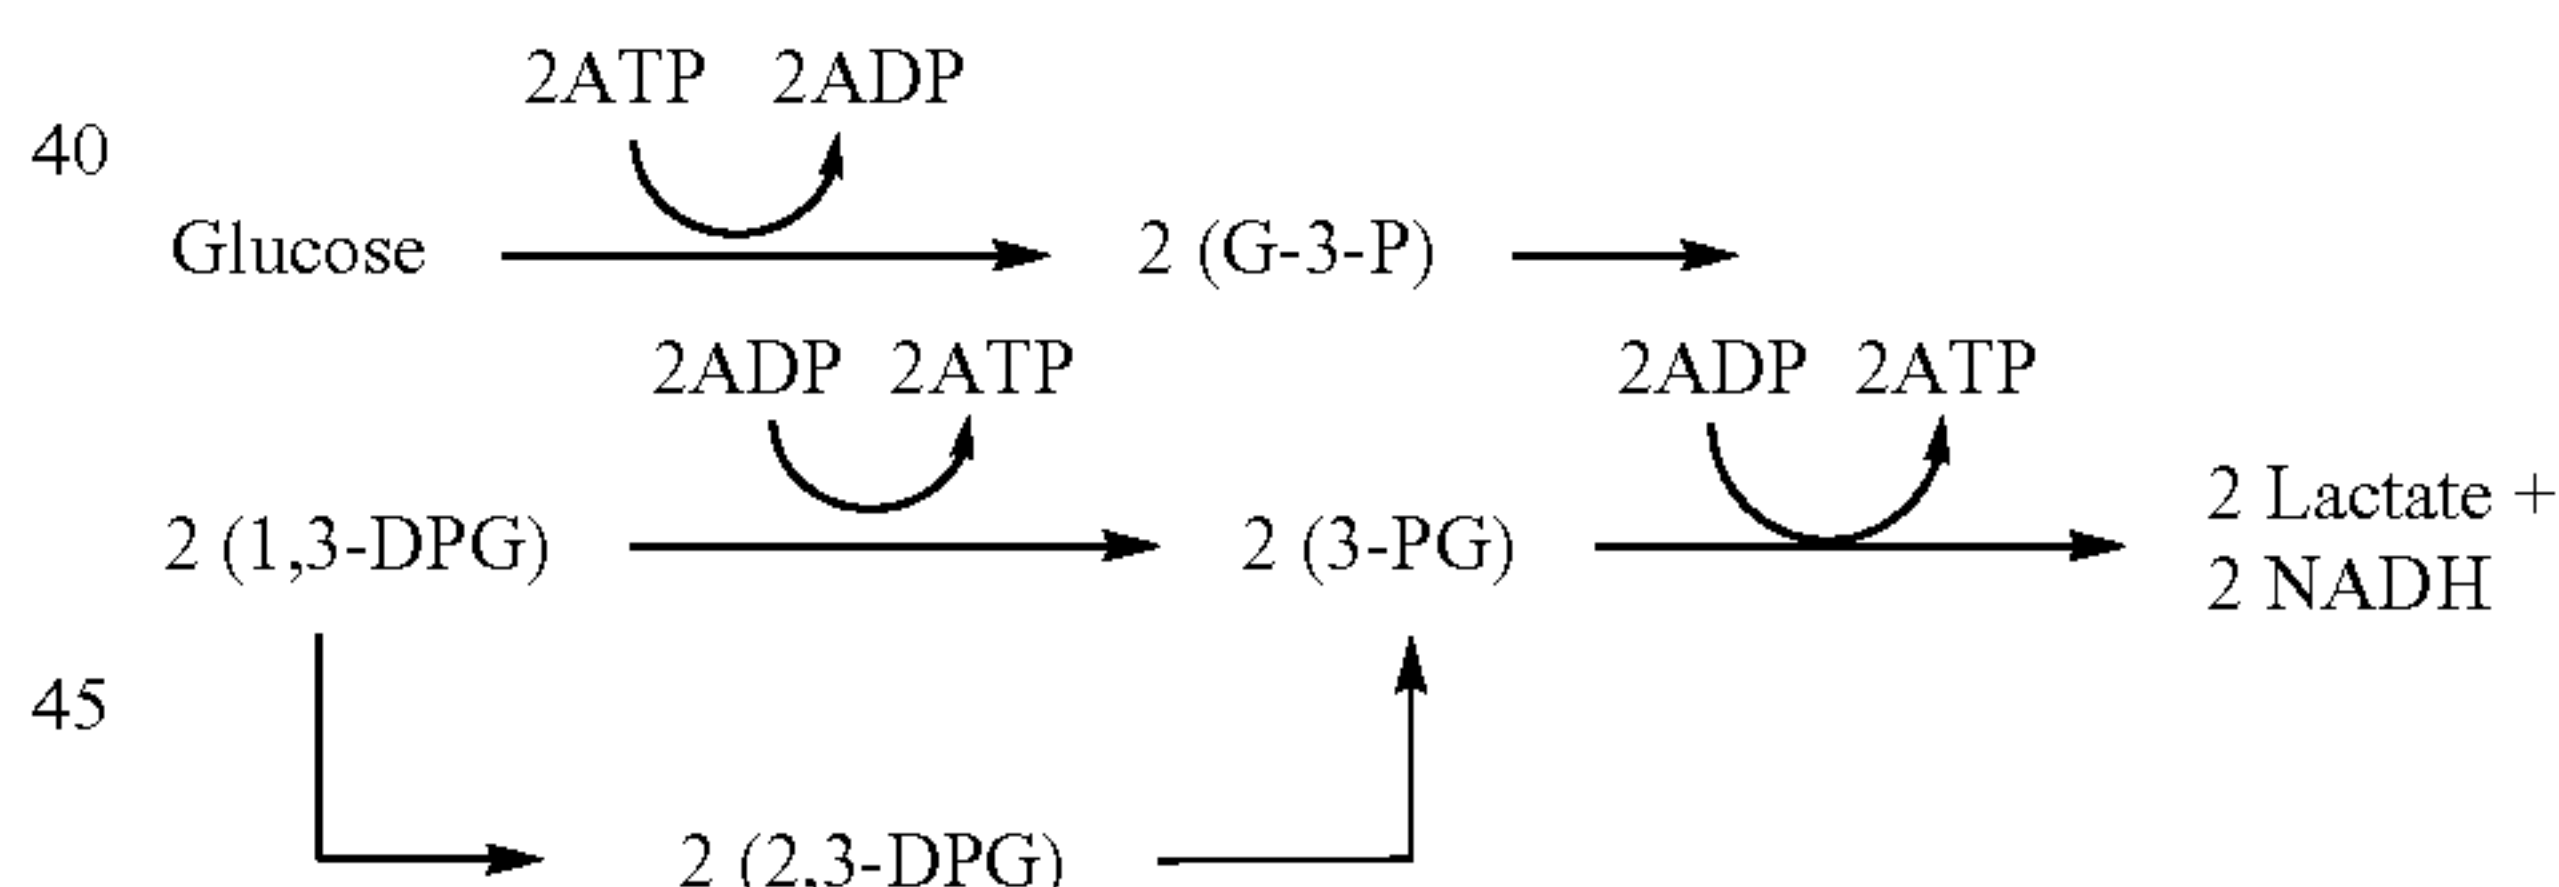 2ATP 2ADP
40
Glucose 2 (G-3-P)
2ADP 2ATP 2ADP 2ATP
2 (1,3-DPG) 2 (3-PG) 2 Lactate +
2 NADH
45
2 (2,3-DPG)